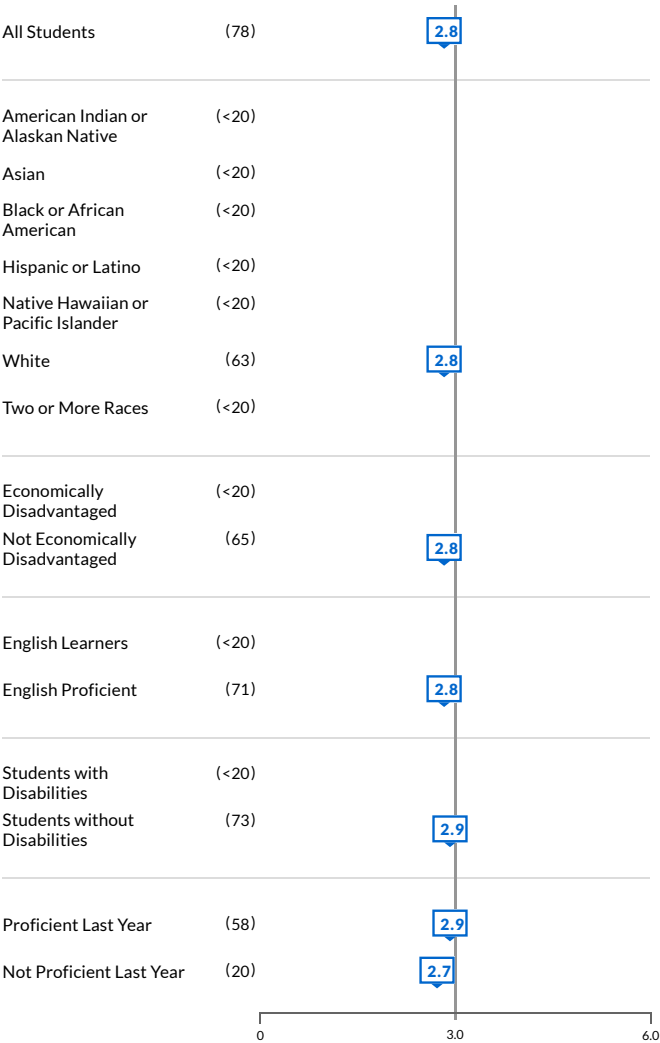 All Students (78) 2.8
American Indian or (<20)
Alaskan Native
Asian (<20)
Black or African (<20)
American
Hispanic or Latino (<20)
Native Hawaiian or (<20)
Pacific Islander
White (63) 2.8
Two or More Races (<20)
Economically (<20)
Disadvantaged
Not Economically (65) 2.8
Disadvantaged
English Learners (<20)
English Proficient (71) 2.8
Students with (<20)
Disabilities
Students without (73) 2.9
Disabilities
Proficient Last Year (58) 2.9
Not Proficient Last Year (20) 2.7
0 3.0 6.0